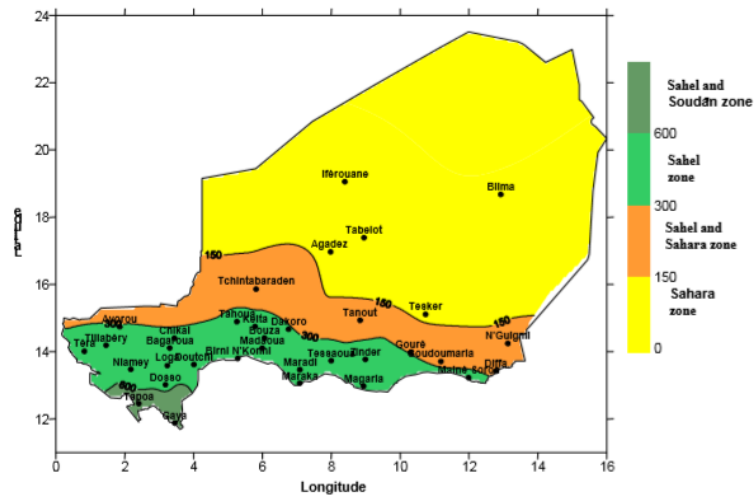 24
22
20
18
16
14
12
0
2
4
6
8
10
12
14
16
Longitude
Iférouane
Bilma
Tabelot
Agadez
150
Tchintabaraden
150
Tesker
Tanout
150
N'Guigmi
Ayorou
300
Tahoua
Keita
Dakoro
300
Tillabéry
Téra
Chikal
Bagaroua
Bouza
Madaoua
Tessaoua
Zinder
Gouré
Goudoumaria
Niamey
Loga
Doutchi
Birni N'Konni
Maradi
Diffa
Dosso
Maraka
Magaria
Maïné Soroa
600
Tapoa
Gaya
Sahel and
Soudan zone
600
Sahel
zone
300
Sahel and
Sahara zone
150
Sahara
zone
0